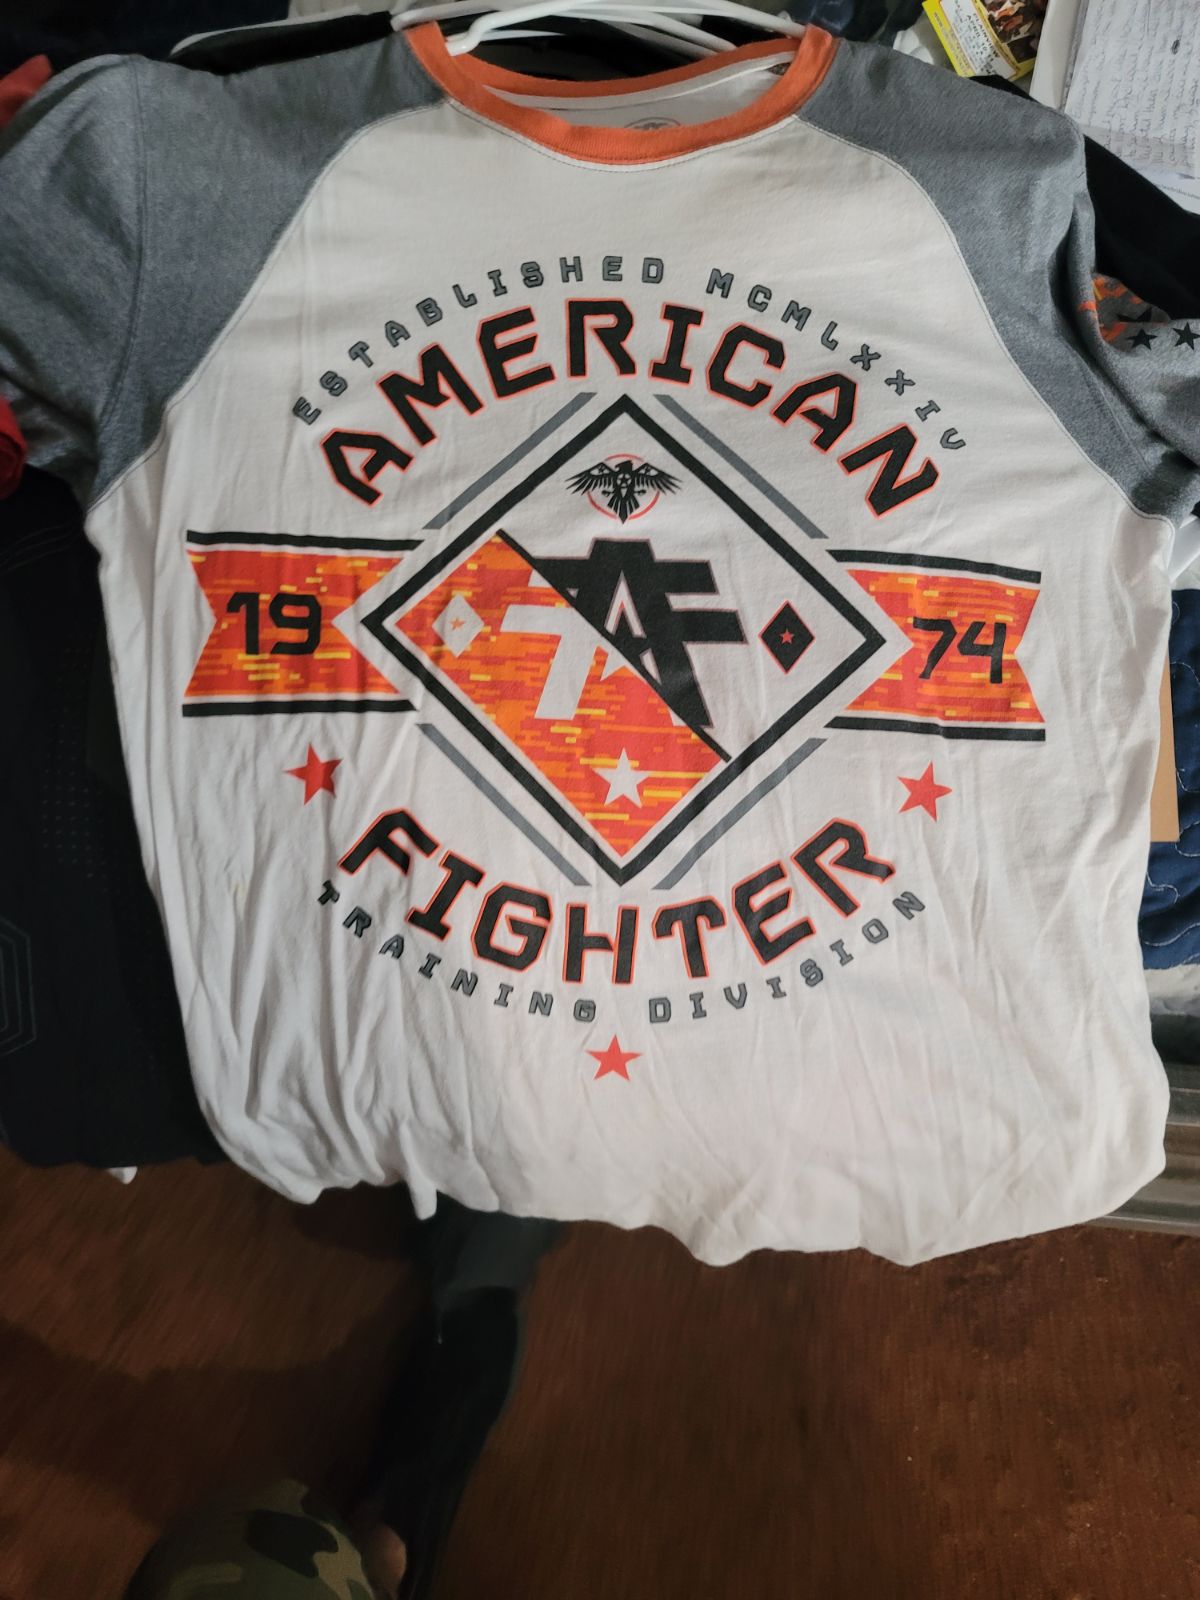 ESTABLISHED MCMLXXIV
AMERICAN
AF
19 74
FIGHTER
TRAINING DIVISION